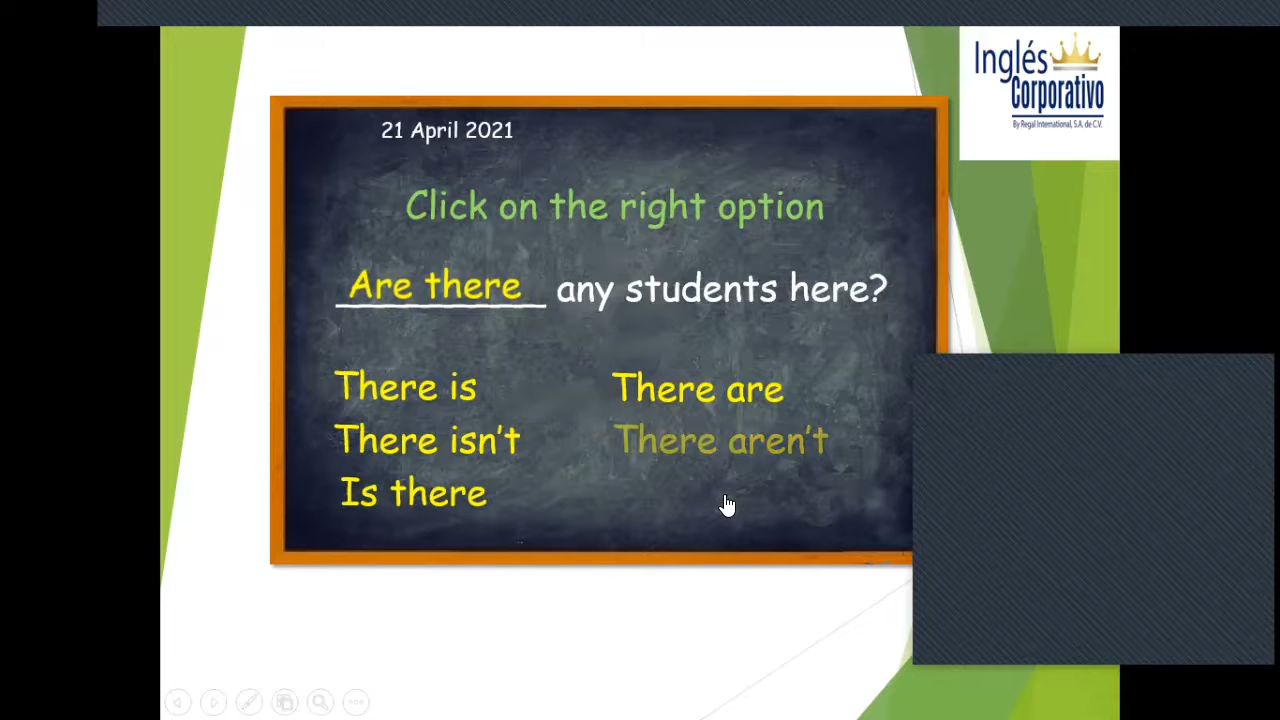 Inglés
Corporativo
By Regal International, S.A. de C.V.
21 April 2021
Click on the right option
Are there any students here?
There is
There are
There isn't
There aren't
Is there